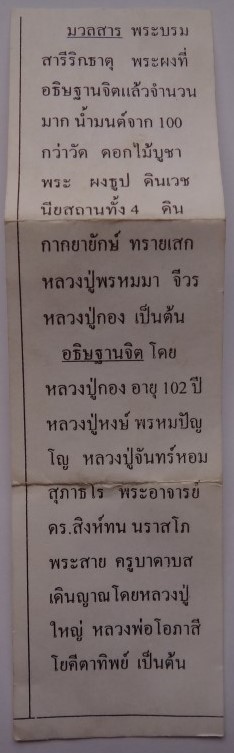 มวลสาร พระบรม
สารีริกธาตุ พระผงที่
อธิษฐานจิตแล้วจำนวน
มาก น้ำมนต์จาก 100
กว่าวัด ดอกไม้บูชา
พระ ผงธูป ดินเวช
นียสถานทั้ง 4 ดิน
กากยายักษ์ ทรายเสก
หลวงปู่พรหมมา จีวร
หลวงปู่กอง เป็นต้น
อธิษฐานจิต โดย
หลวงปู่กอง อายุ 102 ปี
หลวงปู่หงษ์ พรหมปัญ
โญ หลวงปู่จันทร์หอม
สุภาธโร พระอาจารย์
ดร.สิงห์ทน นราสโภ
พระสาย ครูบาดาบส
เดินญาณโดยหลวงปู่
ใหญ่ หลวงพ่อโอภาสี
โยคีตาทิพย์ เป็นต้น